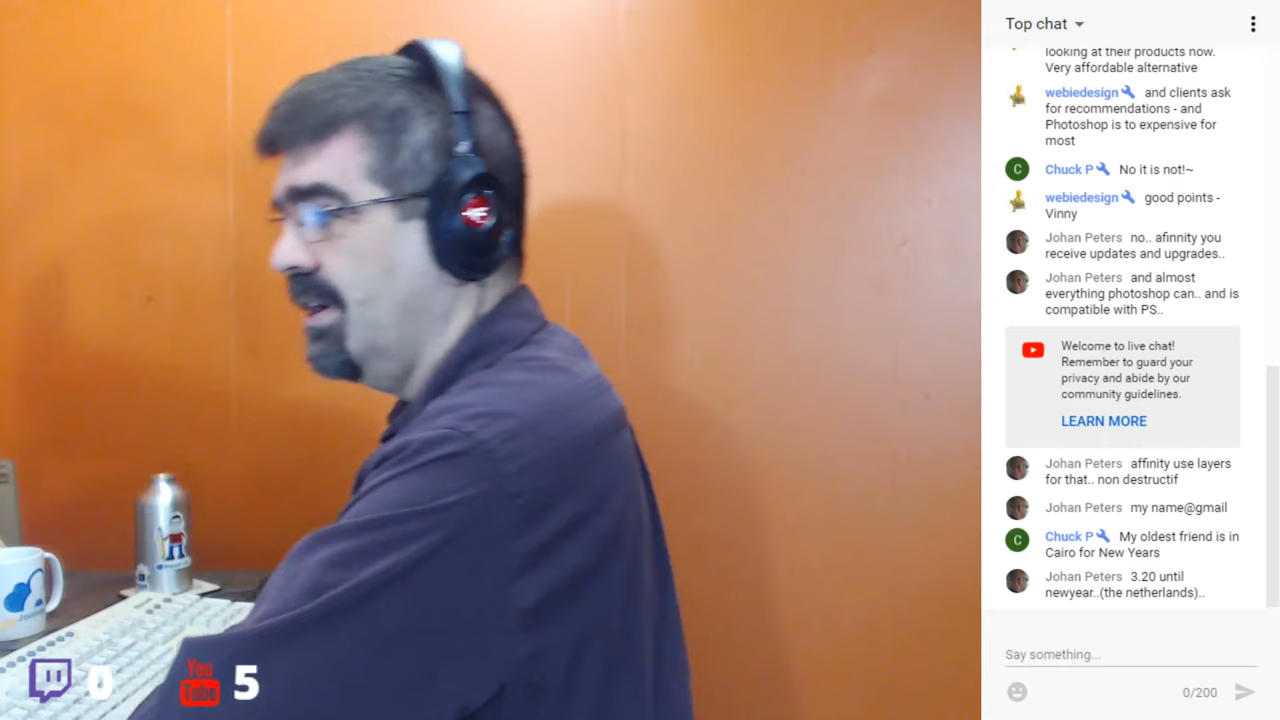 Top chat
looking at their products now.
Very affordable alternative
webiedesign and clients ask
for recommendations - and
Photoshop is to expensive for
most
C Chuck P No it is not!~
webiedesign good points -
Vinny
Johan Peters no.. afinnity you
receive updates and upgrades..
Johan Peters and almost
everything photoshop can.. and is
compatible with PS..
Welcome to live chat!
Remember to guard your
privacy and abide by our
community guidelines.
LEARN MORE
Johan Peters affinity use layers
for that.. non destructif
Johan Peters my name@gmail
C Chuck P My oldest friend is in
Cairo for New Years
Johan Peters 3.20 until
newyear..(the netherlands)..
Say something...
0/200
0
You
Tube 5